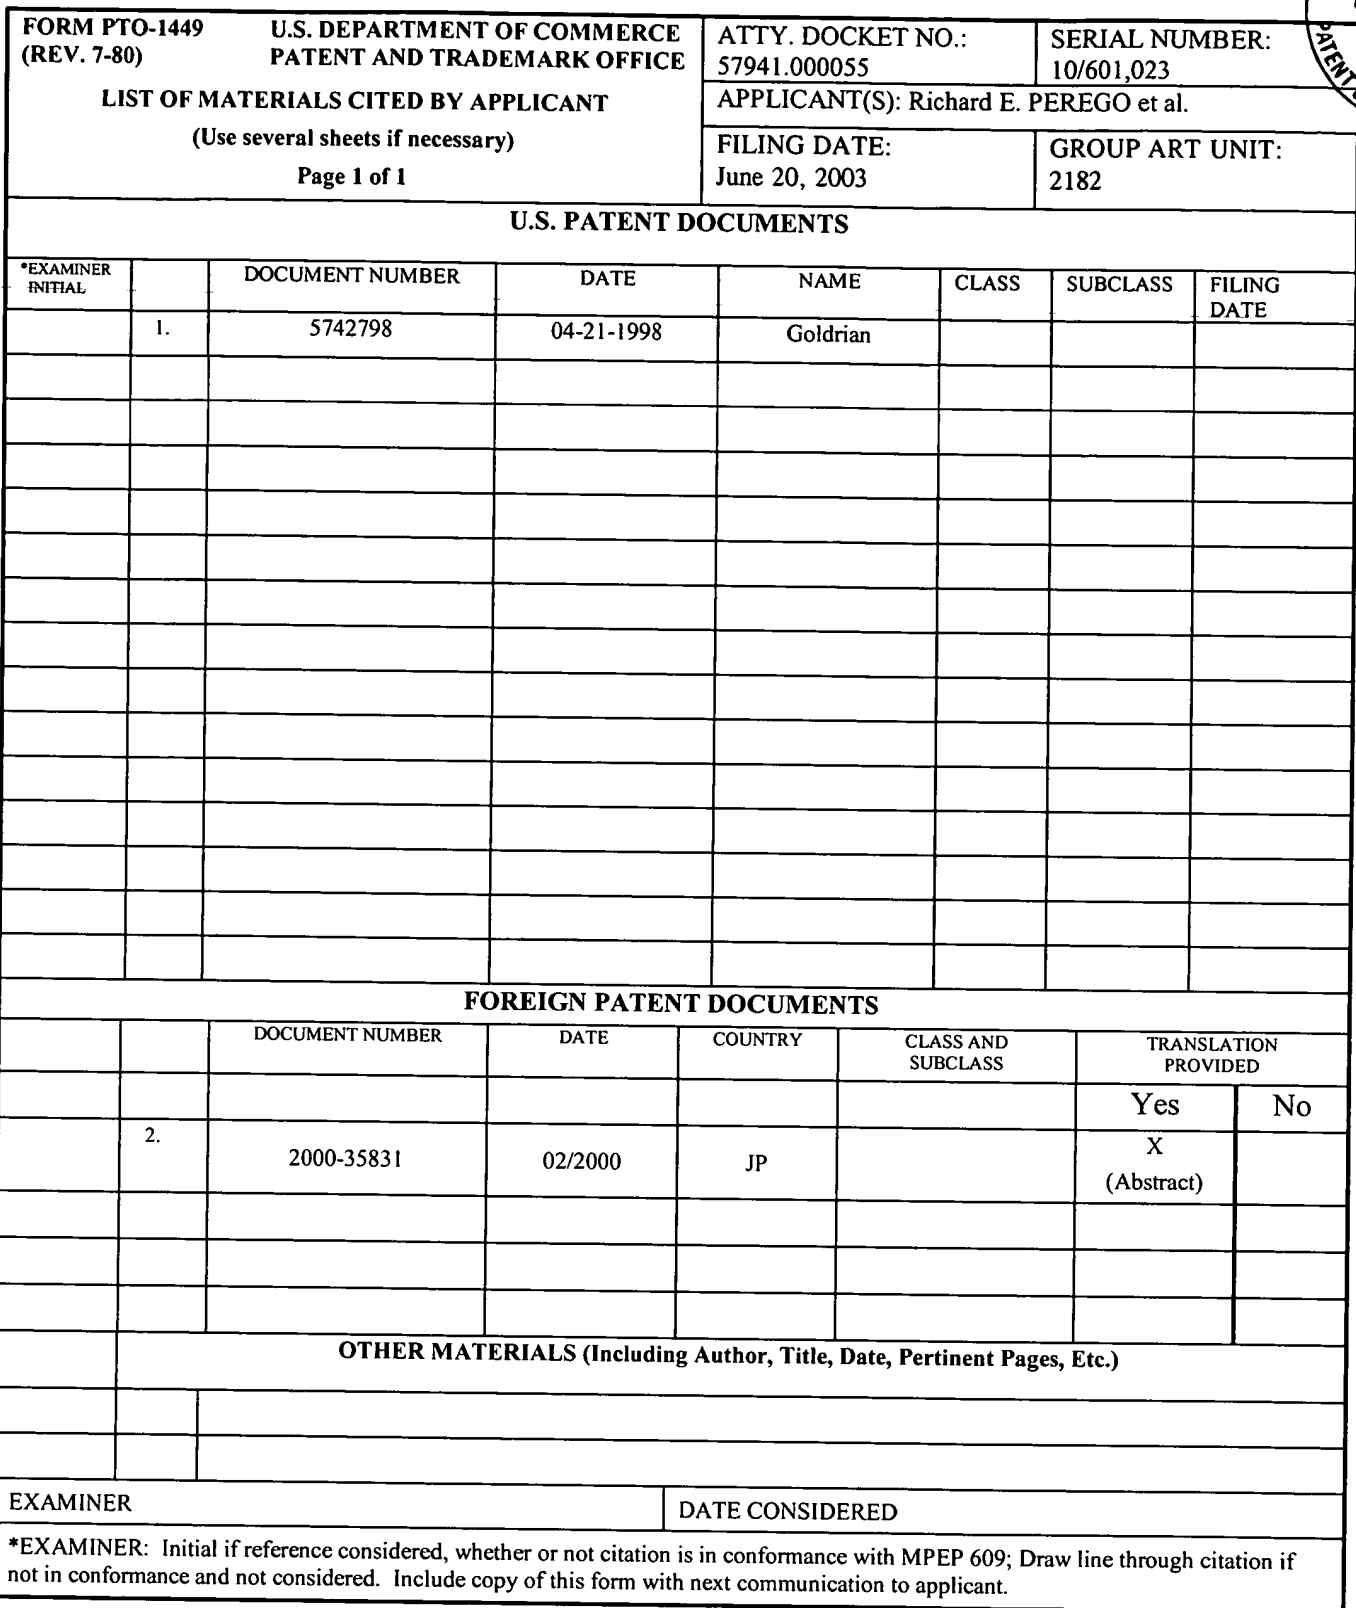 FORM PTO-1449 U.S. DEPARTMENT OF COMMERCE
(REV. 7-80) PATENT AND TRADEMARK OFFICE
LIST OF MATERIALS CITED BY APPLICANT
(Use several sheets if necessary)
Page 1 of 1
ATTY. DOCKET NO.:
57941.000055
SERIAL NUMBER:
10/601,023
APPLICANT(S): Richard E. PEREGO et al.
FILING DATE:
June 20, 2003
GROUP ART UNIT:
2182
PATENT
U.S. PATENT DOCUMENTS
*EXAMINER
INITIAL
DOCUMENT NUMBER DATE NAME CLASS SUBCLASS FILING
DATE
1. 5742798 04-21-1998 Goldrian
FOREIGN PATENT DOCUMENTS
DOCUMENT NUMBER DATE COUNTRY CLASS AND
SUBCLASS
TRANSLATION
PROVIDED
Yes No
2. 2000-35831 02/2000 JP X
(Abstract)
OTHER MATERIALS (Including Author, Title, Date, Pertinent Pages, Etc.)
EXAMINER DATE CONSIDERED
*EXAMINER: Initial if reference considered, whether or not citation is in conformance with MPEP 609; Draw line through citation if
not in conformance and not considered. Include copy of this form with next communication to applicant.